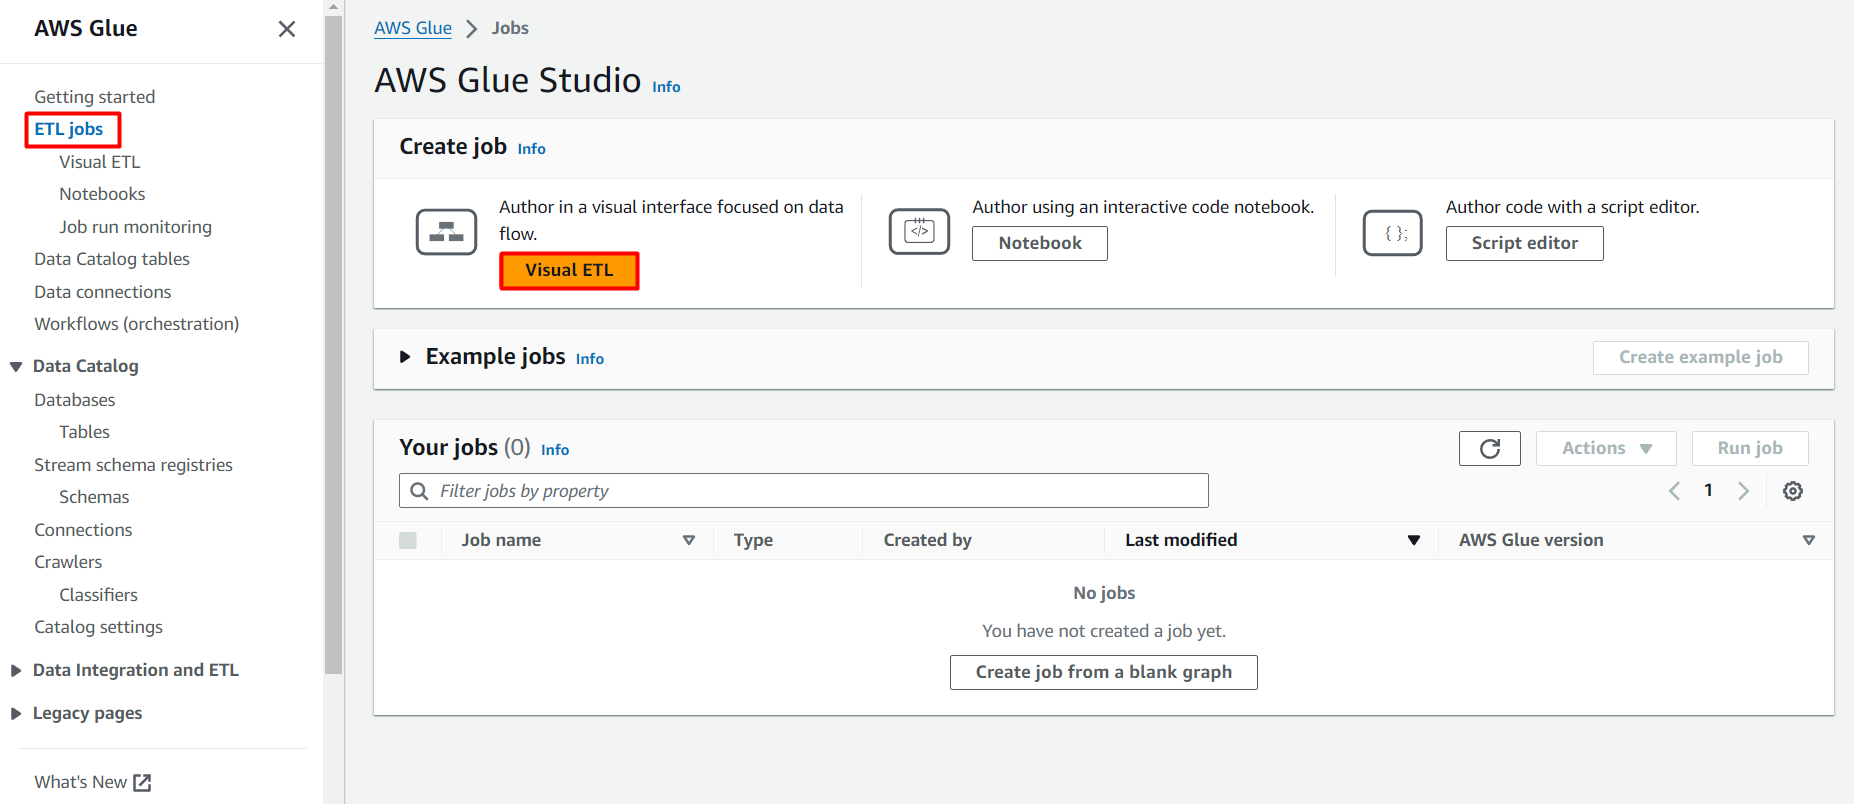 AWS Glue
Getting started
ETL jobs
Visual ETL
Notebooks
Job run monitoring
Data Catalog tables
Data connections
Workflows (orchestration)
Data Catalog
Databases
Tables
Stream schema registries
Schemas
Connections
Crawlers
Classifiers
Catalog settings
Data Integration and ETL
Legacy pages
What's New
AWS Glue > Jobs
AWS Glue Studio Info
Create job Info
Author in a visual interface focused on data
flow.
Visual ETL
</> Author using an interactive code notebook.
Notebook
{ }; Author code with a script editor.
Script editor
Example jobs Info Create example job
Your jobs (0) Info Actions Run job
Filter jobs by property 1
Job name Type Created by Last modified AWS Glue version
No jobs
You have not created a job yet.
Create job from a blank graph